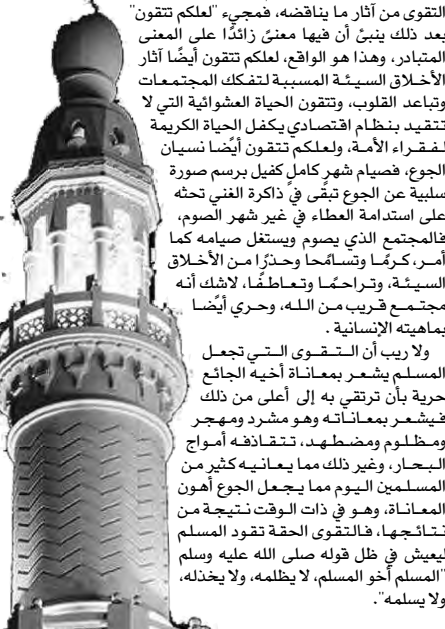 التقوى من آثار ما يناقضه، فمجيء "لعلكم تتقون"
بعد ذلك ينبئ أن فيها معنىً زائدًا على المعنى
المتبادر، وهذا هو الواقع، لعلكم تتقون أيضًا آثار
الأخلاق السيئة المسببة لتفكك المجتمعات
وتباعد القلوب، وتتقون الحياة العشوائية التي لا
تتقيد بنظام اقتصادي يكفل الحياة الكريمة
لفقراء الأمة، ولعلكم تتقون أيضًا نسيان
الجوع، فصيام شهرٍ كاملٍ كفيل برسم صورة
سلبية عن الجوع تبقى في ذاكرة الغني تحثه
على استدامة العطاء في غير شهر الصوم،
فالمجتمع الذي يصوم ويستغل صيامه كما
أمر، كرمًا وتسامُحا وحذرًا من الأخلاق
السيئة، وتراحمًا وتعاطفًا، لاشك أنه
مجتمع قريب من الله، وحري أيضًا
بماهيته الإنسانية .
ولا ريب أن التقوى التي تجعل
المسلم يشعر بمعاناة أخيه الجائع
حرية بأن ترتقي به إلى أعلى من ذلك
فيشعر بمعاناته وهو مشرد ومهجر
ومظلوم ومضطهد، تتقاذفه أمواج
البحار، وغير ذلك مما يعانيه كثير من
المسلمين اليوم مما يجعل الجوع أهون
المعاناة، وهو في ذات الوقت نتيجة من
نتائجها، فالتقوى الحقة تقود المسلم
ليعيش في ظل قوله صلى الله عليه وسلم
"المسلم أخو المسلم، لا يظلمه، ولا يخذله،
ولا يسلمه".